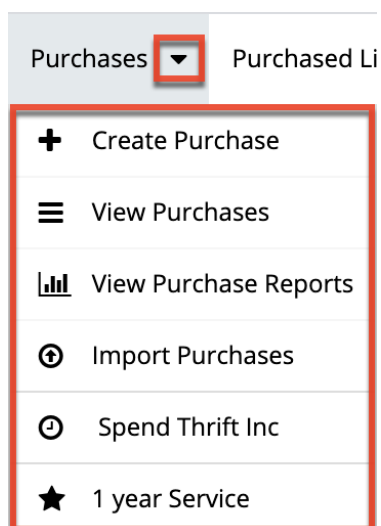 Purchases Purchased Li
Create Purchase
View Purchases
View Purchase Reports
Import Purchases
Spend Thrift Inc
1 year Service